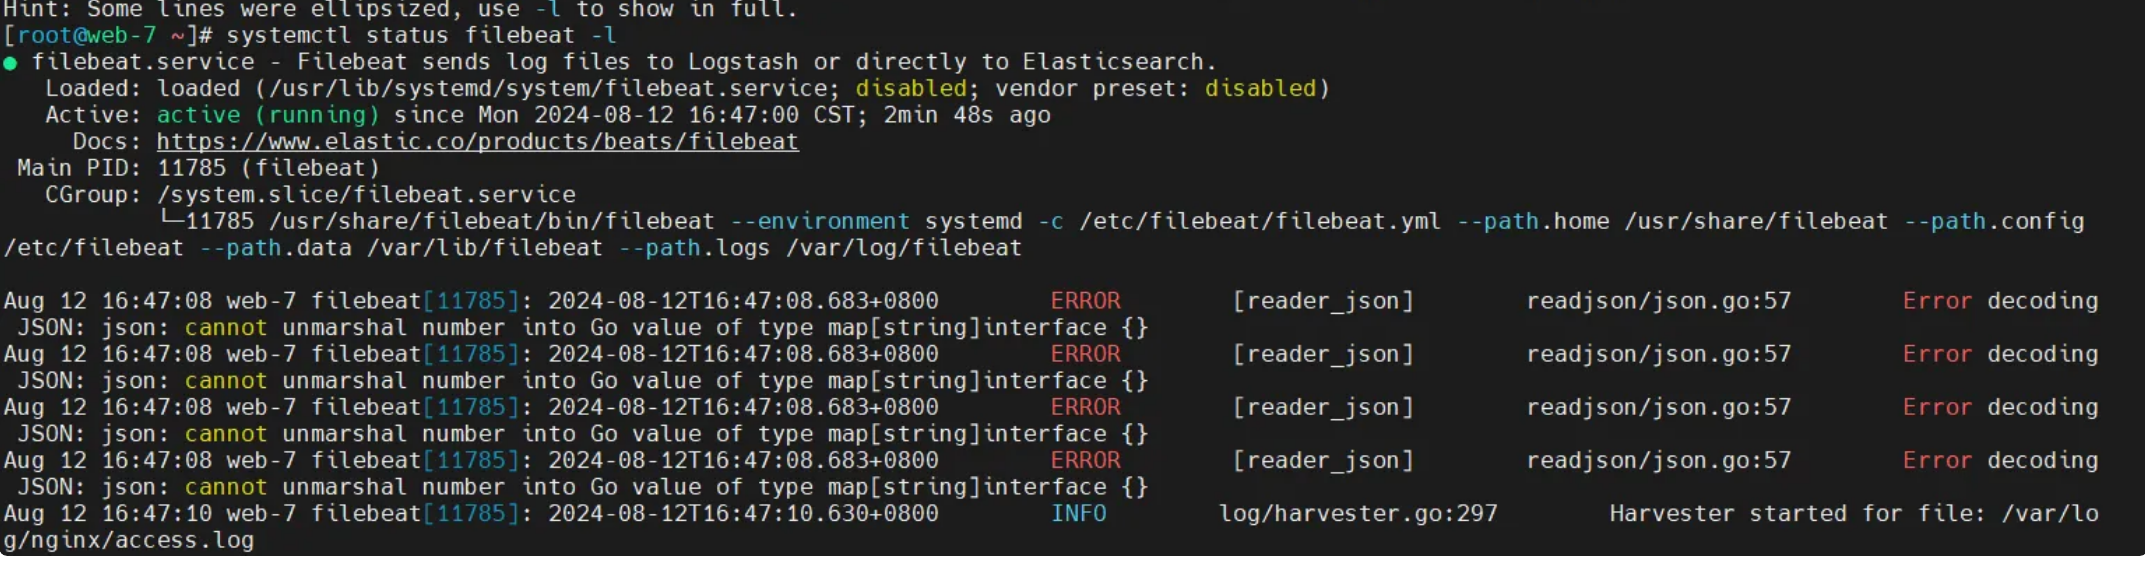 Hint: Some lines were ellipsized, use -l to show in full.
[root@web-7 ~]# systemctl status filebeat -l
● filebeat.service - Filebeat sends log files to Logstash or directly to Elasticsearch.
   Loaded: loaded (/usr/lib/systemd/system/filebeat.service; disabled; vendor preset: disabled)
   Active: active (running) since Mon 2024-08-12 16:47:00 CST; 2min 48s ago
     Docs: https://www.elastic.co/products/beats/filebeat
 Main PID: 11785 (filebeat)
   CGroup: /system.slice/filebeat.service
           └─11785 /usr/share/filebeat/bin/filebeat --environment systemd -c /etc/filebeat/filebeat.yml --path.home /usr/share/filebeat --path.config
/etc/filebeat --path.data /var/lib/filebeat --path.logs /var/log/filebeat

Aug 12 16:47:08 web-7 filebeat[11785]: 2024-08-12T16:47:08.683+0800        ERROR        [reader_json]        readjson/json.go:57        Error decoding
 JSON: json: cannot unmarshal number into Go value of type map[string]interface {}
Aug 12 16:47:08 web-7 filebeat[11785]: 2024-08-12T16:47:08.683+0800        ERROR        [reader_json]        readjson/json.go:57        Error decoding
 JSON: json: cannot unmarshal number into Go value of type map[string]interface {}
Aug 12 16:47:08 web-7 filebeat[11785]: 2024-08-12T16:47:08.683+0800        ERROR        [reader_json]        readjson/json.go:57        Error decoding
 JSON: json: cannot unmarshal number into Go value of type map[string]interface {}
Aug 12 16:47:08 web-7 filebeat[11785]: 2024-08-12T16:47:08.683+0800        ERROR        [reader_json]        readjson/json.go:57        Error decoding
 JSON: json: cannot unmarshal number into Go value of type map[string]interface {}
Aug 12 16:47:10 web-7 filebeat[11785]: 2024-08-12T16:47:10.630+0800        INFO        log/harvester.go:297        Harvester started for file: /var/lo
g/nginx/access.log